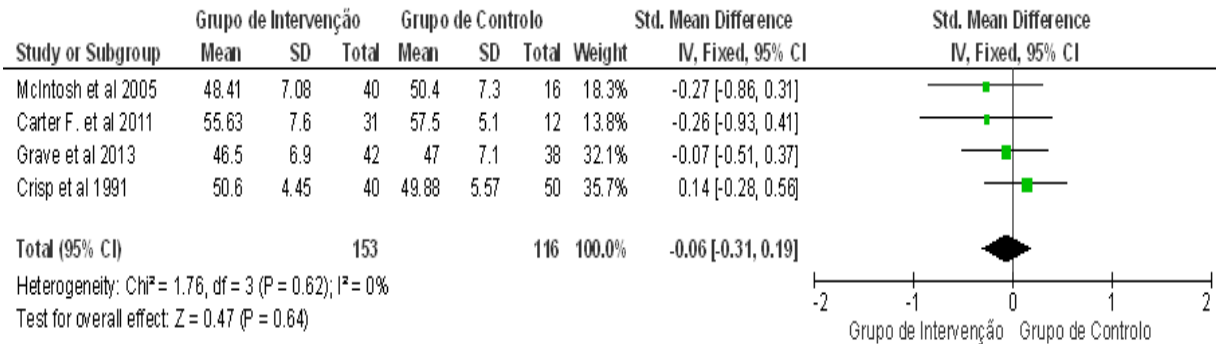 Grupo de Intervenção Grupo de Controlo Std. Mean Difference Std. Mean Difference
Study or Subgroup Mean SD Total Mean SD Total Weight IV, Fixed, 95% CI IV, Fixed, 95% CI
McIntosh et al 2005 48.41 7.08 40 50.4 7.3 16 18.3% -0.27 [-0.86, 0.31]
Carter F. et al 2011 55.63 7.6 31 57.5 5.1 12 13.8% -0.26 [-0.93, 0.41]
Grave et al 2013 46.5 6.9 42 47 7.1 38 32.1% -0.07 [-0.51, 0.37]
Crisp et al 1991 50.6 4.45 40 49.88 5.57 50 35.7% 0.14 [-0.28, 0.56]
Total (95% CI) 153 116 100.0% -0.06 [-0.31, 0.19]
Heterogeneity: Chi² = 1.76, df = 3 (P = 0.62); I² = 0%
Test for overall effect: Z = 0.47 (P = 0.64)
-2 -1 0 1 2
Grupo de Intervenção Grupo de Controlo